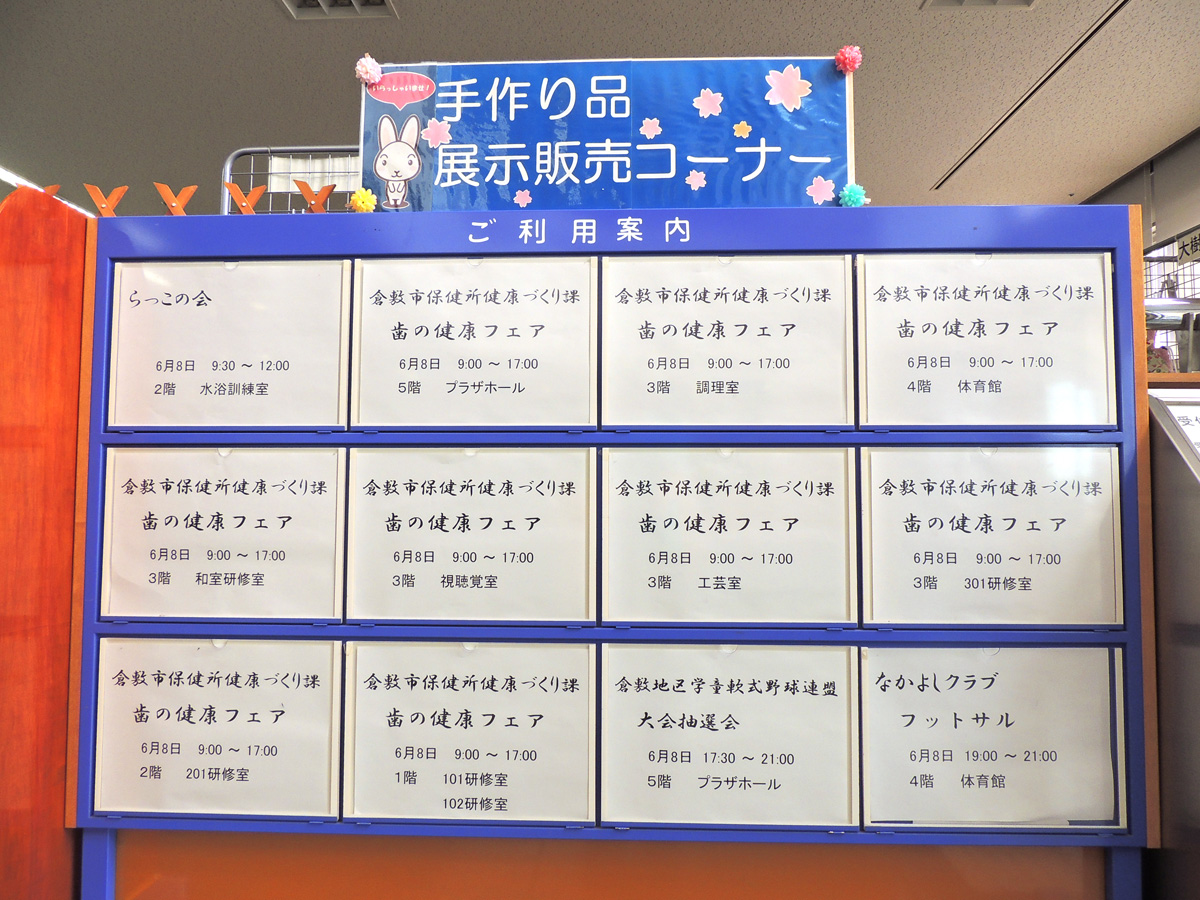 いらっしゃいませ!
手作り品
展示販売コーナー
ご利用案内
らっこの会
6月8日 9:30 ～ 12:00
2階 水浴訓練室
倉敷市保健所健康づくり課
歯の健康フェア
6月8日 9:00 ～ 17:00
5階 プラザホール
倉敷市保健所健康づくり課
歯の健康フェア
6月8日 9:00 ～ 17:00
3階 調理室
倉敷市保健所健康づくり課
歯の健康フェア
6月8日 9:00 ～ 17:00
4階 体育館
倉敷市保健所健康づくり課
歯の健康フェア
6月8日 9:00 ～ 17:00
3階 和室研修室
倉敷市保健所健康づくり課
歯の健康フェア
6月8日 9:00 ～ 17:00
3階 視聴覚室
倉敷市保健所健康づくり課
歯の健康フェア
6月8日 9:00 ～ 17:00
3階 工芸室
倉敷市保健所健康づくり課
歯の健康フェア
6月8日 9:00 ～ 17:00
3階 301研修室
倉敷市保健所健康づくり課
歯の健康フェア
6月8日 9:00 ～ 17:00
2階 201研修室
倉敷市保健所健康づくり課
歯の健康フェア
6月8日 9:00 ～ 17:00
1階 101研修室
102研修室
倉敷地区学童軟式野球連盟
大会抽選会
6月8日 17:30 ～ 21:00
5階 プラザホール
なかよしクラブ
フットサル
6月8日 19:00 ～ 21:00
4階 体育館